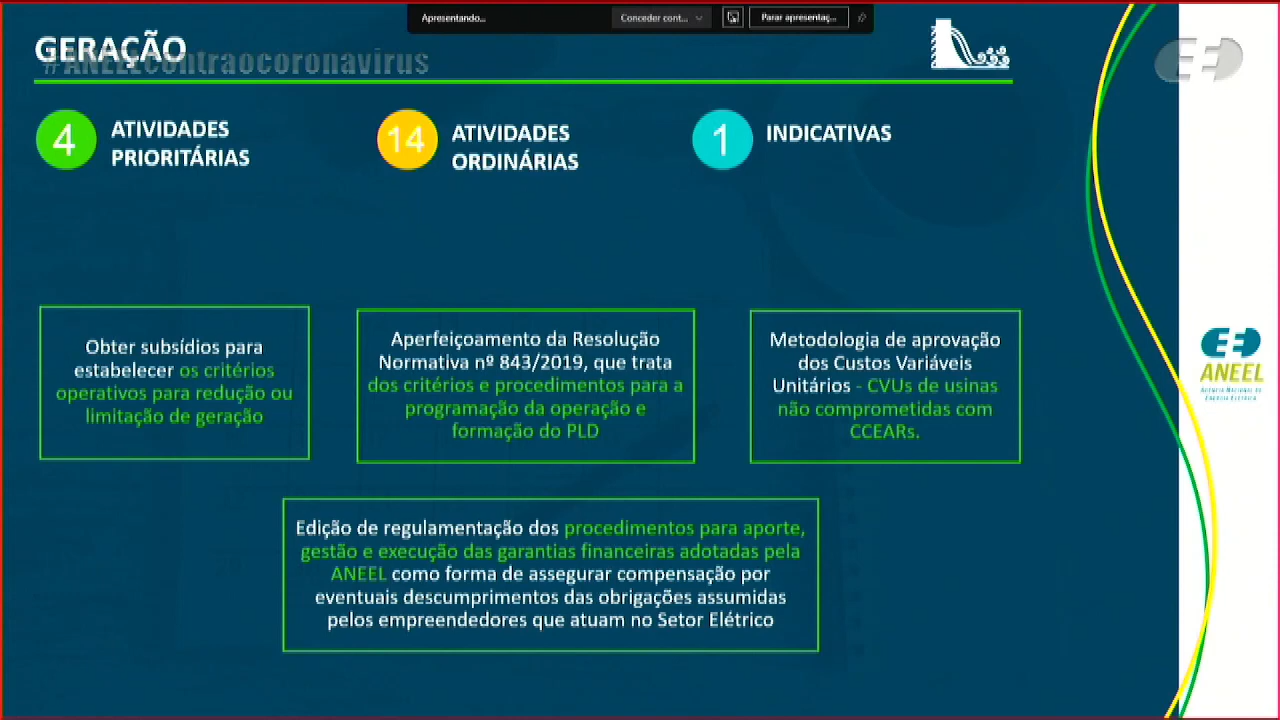 Apresentando...
Conceder cont...
Parar apresentaç...
GERAÇÃO
#ANEELcontraocoronavirus
4
ATIVIDADES
PRIORITÁRIAS
14
ATIVIDADES
ORDINÁRIAS
1
INDICATIVAS
Obter subsídios para
estabelecer os critérios
operativos para redução ou
limitação de geração
Aperfeiçoamento da Resolução
Normativa nº 843/2019, que trata
dos critérios e procedimentos para a
programação da operação e
formação do PLD
Metodologia de aprovação
dos Custos Variáveis
Unitários - CVUs de usinas
não comprometidas com
CCEARs.
Edição de regulamentação dos procedimentos para aporte,
gestão e execução das garantias financeiras adotadas pela
ANEEL como forma de assegurar compensação por
eventuais descumprimentos das obrigações assumidas
pelos empreendedores que atuam no Setor Elétrico
ANEEL
AGÊNCIA NACIONAL DE
ENERGIA ELÉTRICA